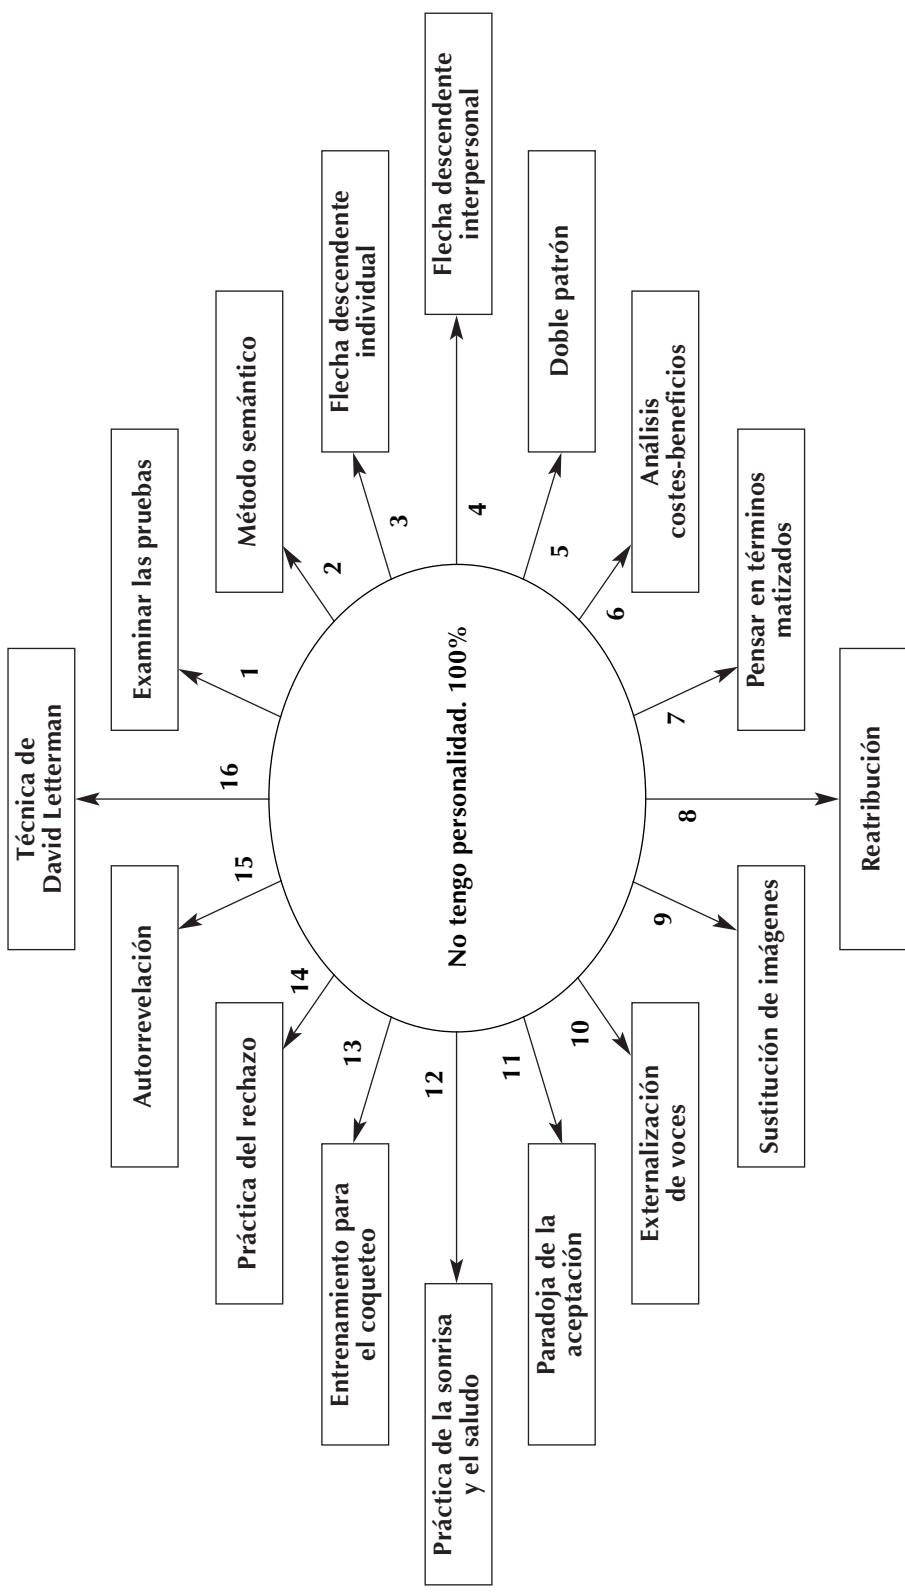 No tengo personalidad. 100%
1
Examinar las pruebas
2
Método semántico
3
Flecha descendente
individual
4
Flecha descendente
interpersonal
5
Doble patrón
6
Análisis
costes-beneficios
7
Pensar en términos
matizados
8
Reatribución
9
Sustitución de imágenes
10
Externalización
de voces
11
Paradoja de la
aceptación
12
Práctica de la sonrisa
y el saludo
13
Entrenamiento para
el coqueteo
14
Práctica del rechazo
15
Autorrevelación
16
Técnica de
David Letterman